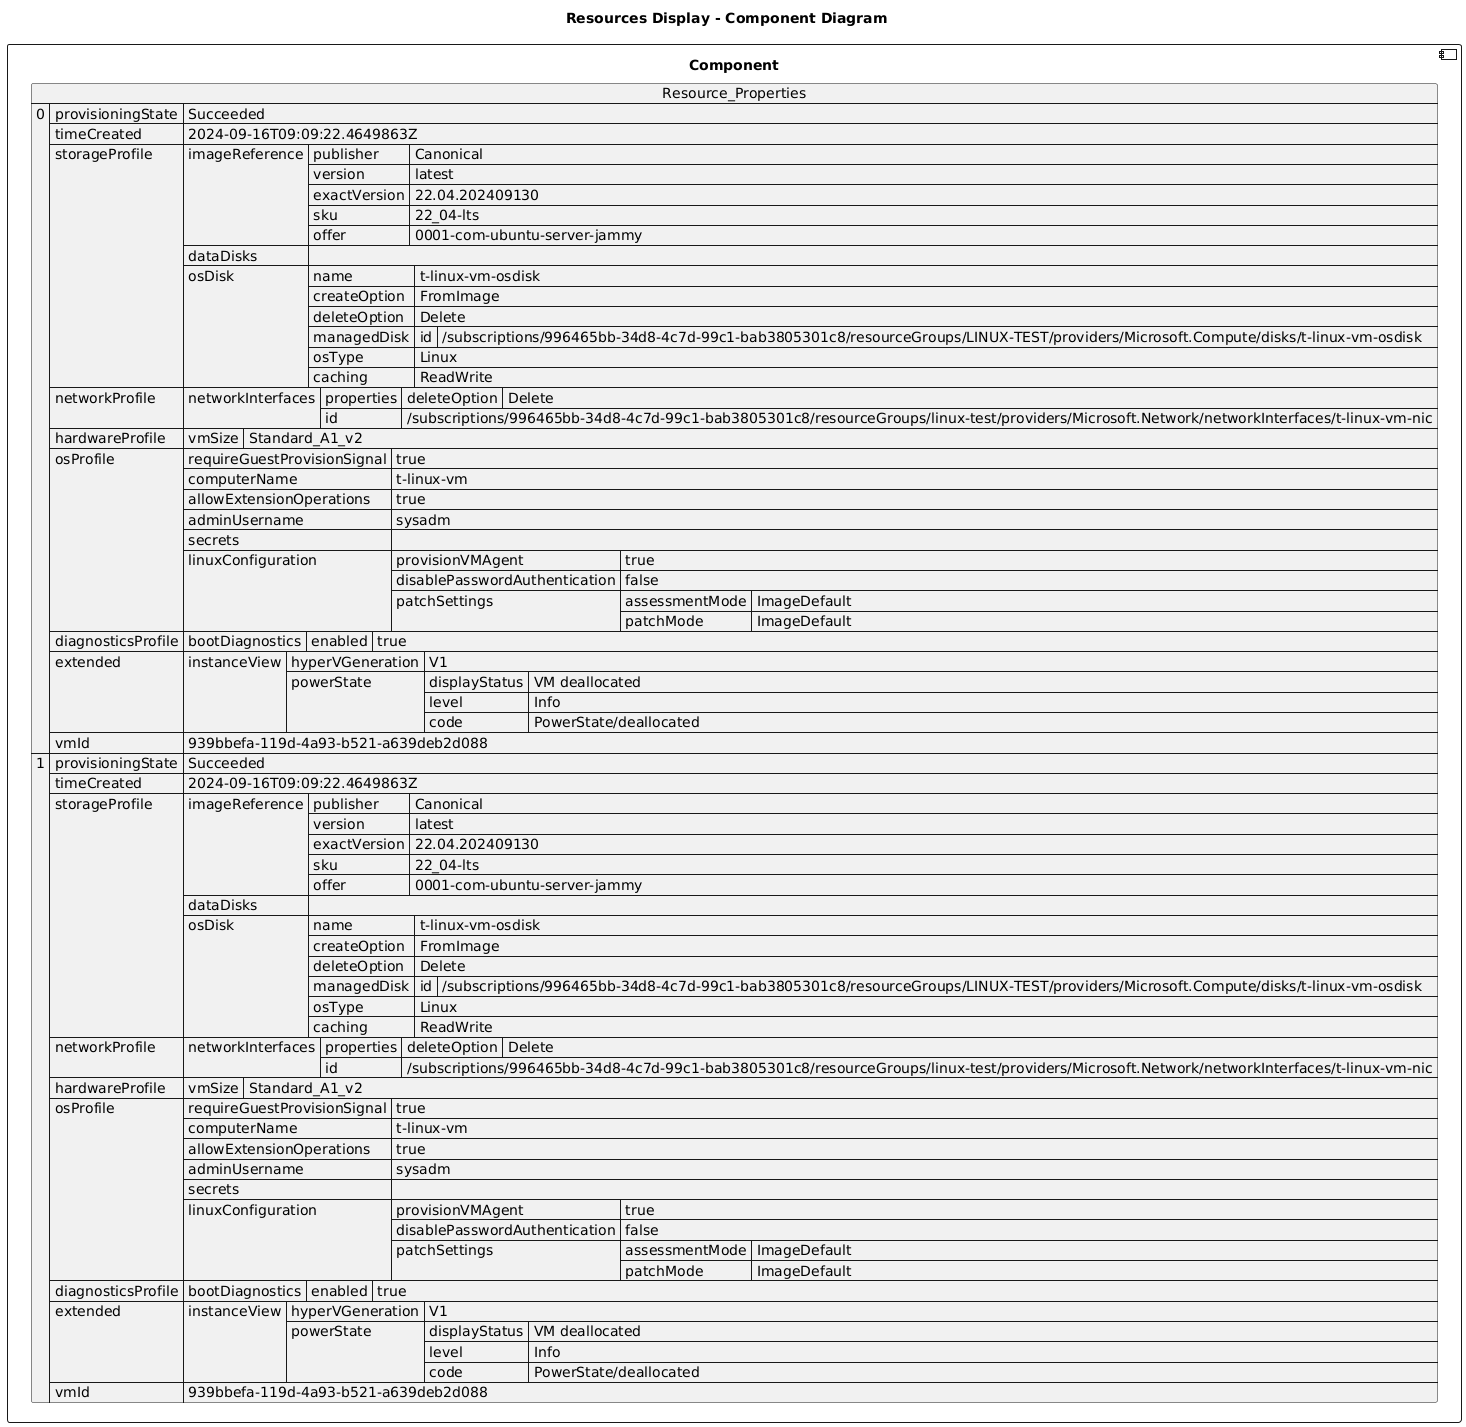 Resources Display - Component Diagram
Component
Resource_Properties
0 provisioningState Succeeded
timeCreated 2024-09-16T09:09:22.4649863Z
storageProfile imageReference publisher Canonical
version latest
exactVersion 22.04.202409130
sku 22_04-lts
offer 0001-com-ubuntu-server-jammy
dataDisks
osDisk name t-linux-vm-osdisk
createOption FromImage
deleteOption Delete
managedDisk id /subscriptions/996465bb-34d8-4c7d-99c1-bab3805301c8/resourceGroups/LINUX-TEST/providers/Microsoft.Compute/disks/t-linux-vm-osdisk
osType Linux
caching ReadWrite
networkProfile networkInterfaces properties deleteOption Delete
id /subscriptions/996465bb-34d8-4c7d-99c1-bab3805301c8/resourceGroups/linux-test/providers/Microsoft.Network/networkInterfaces/t-linux-vm-nic
hardwareProfile vmSize Standard_A1_v2
osProfile requireGuestProvisionSignal true
computerName t-linux-vm
allowExtensionOperations true
adminUsername sysadm
secrets
linuxConfiguration provisionVMAgent true
disablePasswordAuthentication false
patchSettings assessmentMode ImageDefault
patchMode ImageDefault
diagnosticsProfile bootDiagnostics enabled true
extended instanceView hyperVGeneration V1
powerState displayStatus VM deallocated
level Info
code PowerState/deallocated
vmId 939bbefa-119d-4a93-b521-a639deb2d088
1 provisioningState Succeeded
timeCreated 2024-09-16T09:09:22.4649863Z
storageProfile imageReference publisher Canonical
version latest
exactVersion 22.04.202409130
sku 22_04-lts
offer 0001-com-ubuntu-server-jammy
dataDisks
osDisk name t-linux-vm-osdisk
createOption FromImage
deleteOption Delete
managedDisk id /subscriptions/996465bb-34d8-4c7d-99c1-bab3805301c8/resourceGroups/LINUX-TEST/providers/Microsoft.Compute/disks/t-linux-vm-osdisk
osType Linux
caching ReadWrite
networkProfile networkInterfaces properties deleteOption Delete
id /subscriptions/996465bb-34d8-4c7d-99c1-bab3805301c8/resourceGroups/linux-test/providers/Microsoft.Network/networkInterfaces/t-linux-vm-nic
hardwareProfile vmSize Standard_A1_v2
osProfile requireGuestProvisionSignal true
computerName t-linux-vm
allowExtensionOperations true
adminUsername sysadm
secrets
linuxConfiguration provisionVMAgent true
disablePasswordAuthentication false
patchSettings assessmentMode ImageDefault
patchMode ImageDefault
diagnosticsProfile bootDiagnostics enabled true
extended instanceView hyperVGeneration V1
powerState displayStatus VM deallocated
level Info
code PowerState/deallocated
vmId 939bbefa-119d-4a93-b521-a639deb2d088